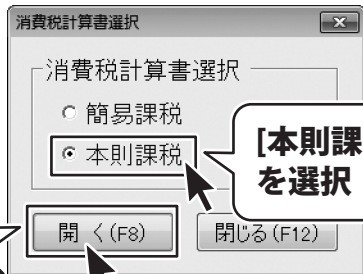 消費税計算書選択
消費税計算書選択
簡易課税
本則課税
[本則課
を選択
開く(F8)
閉じる(F12)